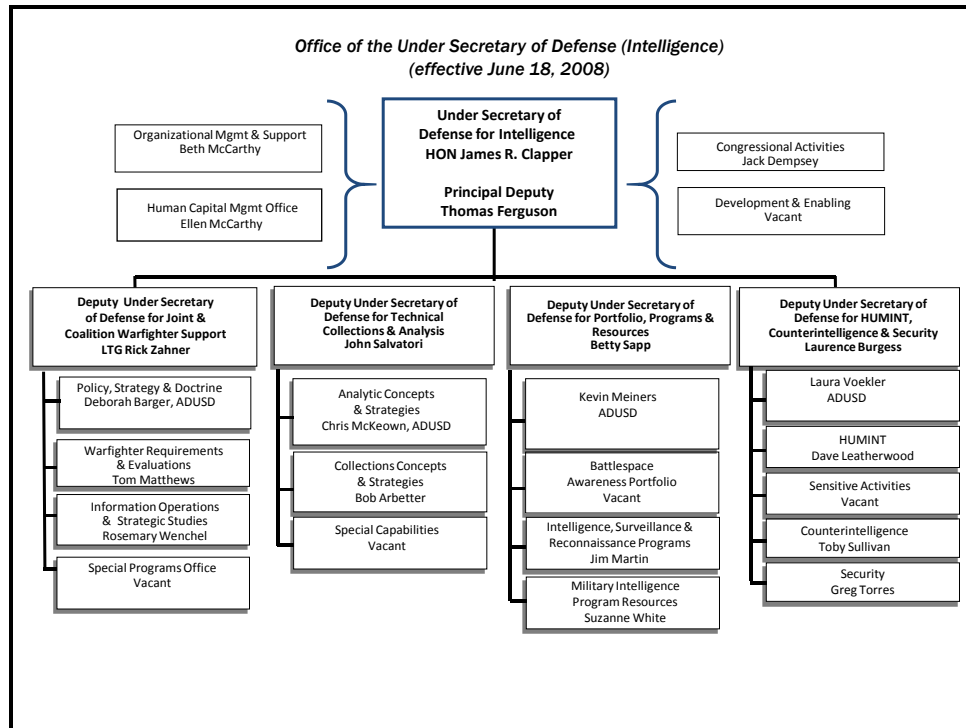 Office of the Under Secretary of Defense (Intelligence)
(effective June 18, 2008)
Under Secretary of
Defense for Intelligence
HON James R. Clapper
Principal Deputy
Thomas Ferguson
Organizational Mgmt & Support
Beth McCarthy
Human Capital Mgmt Office
Ellen McCarthy
Congressional Activities
Jack Dempsey
Development & Enabling
Vacant
Deputy Under Secretary
of Defense for Joint &
Coalition Warfighter Support
LTG Rick Zahner
Policy, Strategy & Doctrine
Deborah Barger, ADUSD
Warfighter Requirements
& Evaluations
Tom Matthews
Information Operations
& Strategic Studies
Rosemary Wenchel
Special Programs Office
Vacant
Deputy Under Secretary of
Defense for Technical
Collections & Analysis
John Salvatori
Analytic Concepts
& Strategies
Chris McKeown, ADUSD
Collections Concepts
& Strategies
Bob Arbetter
Special Capabilities
Vacant
Deputy Under Secretary of
Defense for Portfolio, Programs &
Resources
Betty Sapp
Kevin Meiners
ADUSD
Battlespace
Awareness Portfolio
Vacant
Intelligence, Surveillance &
Reconnaissance Programs
Jim Martin
Military Intelligence
Program Resources
Suzanne White
Deputy Under Secretary of
Defense for HUMINT,
Counterintelligence & Security
Laurence Burgess
Laura Voekler
ADUSD
HUMINT
Dave Leatherwood
Sensitive Activities
Vacant
Counterintelligence
Toby Sullivan
Security
Greg Torres